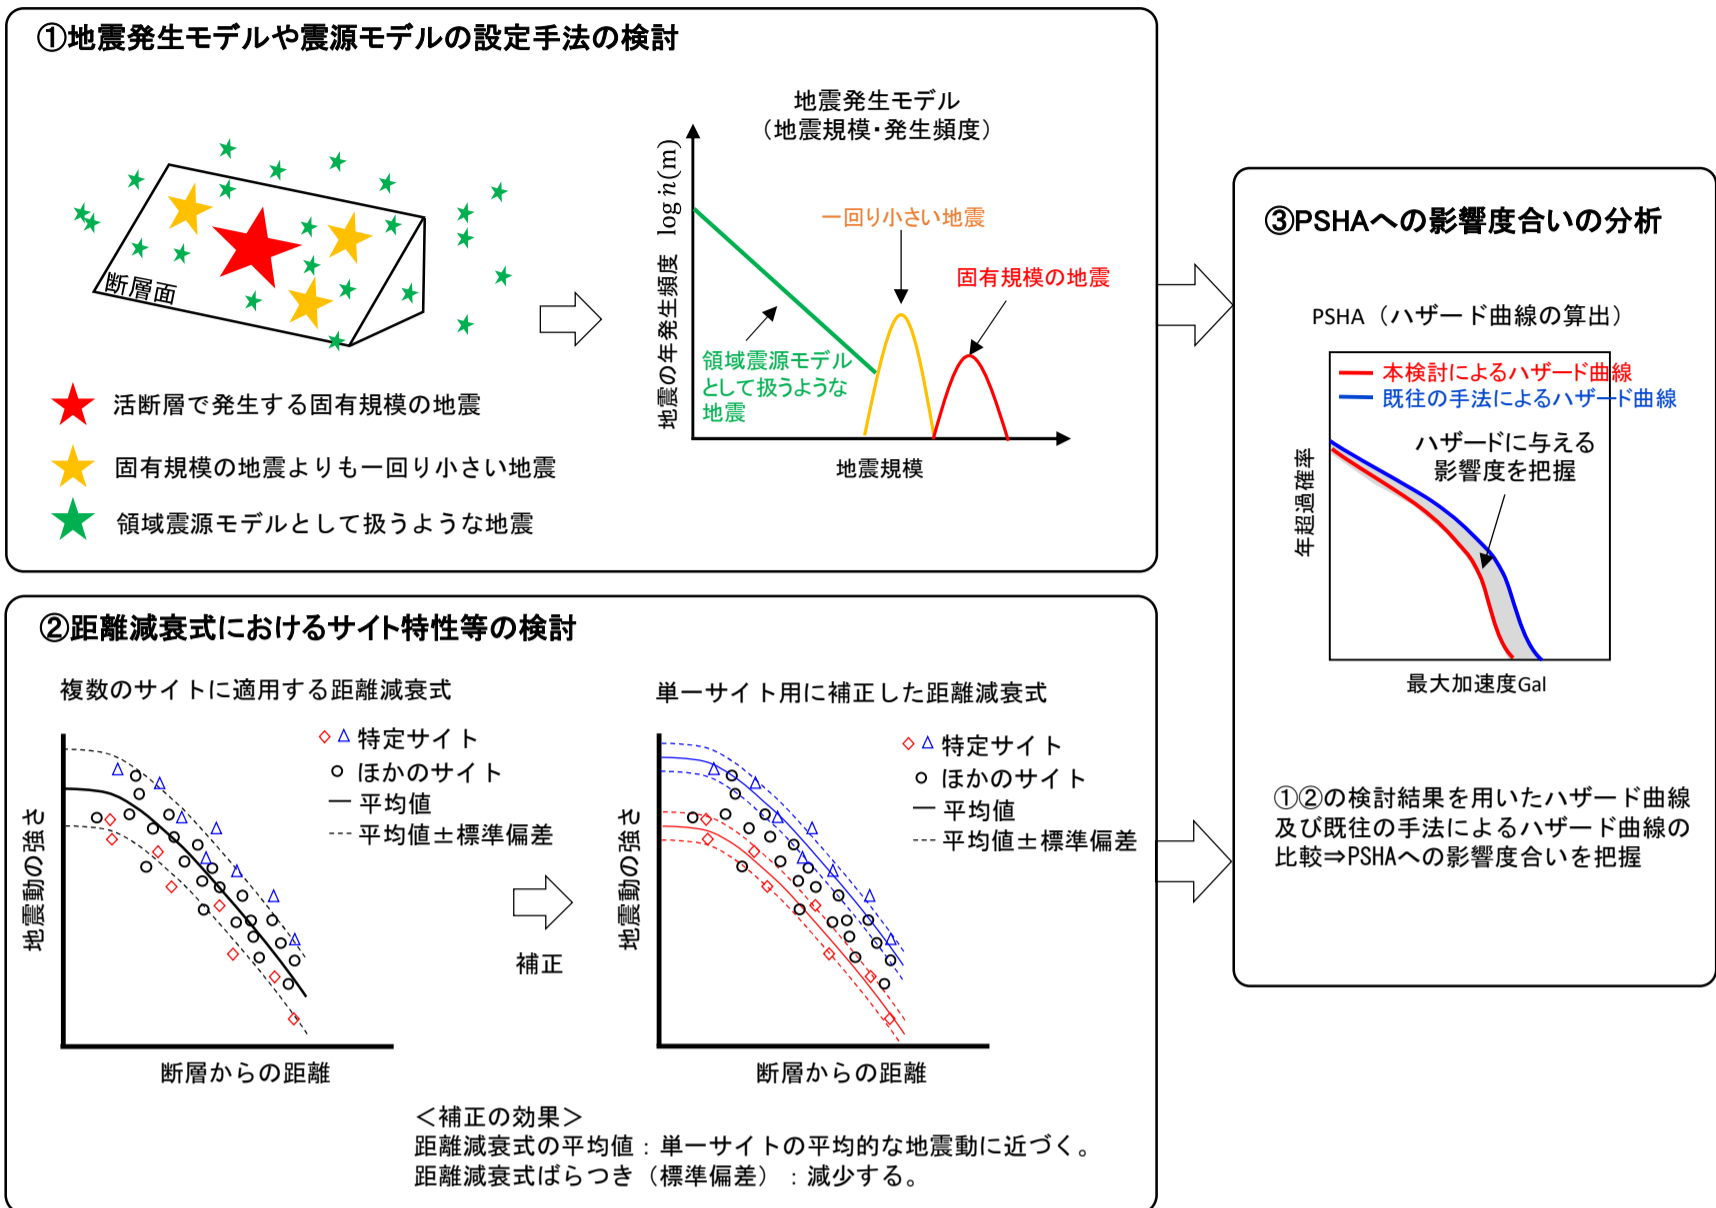 ①地震発生モデルや震源モデルの設定手法の検討
断層面
活断層で発生する固有規模の地震
固有規模の地震よりも一回り小さい地震
領域震源モデルとして扱うような地震
地震発生モデル
（地震規模・発生頻度）
地震の年発生頻度 log ṅ(m)
一回り小さい地震
固有規模の地震
領域震源モデル
として扱うような
地震
地震規模
②距離減衰式におけるサイト特性等の検討
複数のサイトに適用する距離減衰式
特定サイト
ほかのサイト
平均値
平均値±標準偏差
地震動の強さ
断層からの距離
補正
単一サイト用に補正した距離減衰式
特定サイト
ほかのサイト
平均値
平均値±標準偏差
地震動の強さ
断層からの距離
＜補正の効果＞
距離減衰式の平均値：単一サイトの平均的な地震動に近づく。
距離減衰式ばらつき（標準偏差）：減少する。
③PSHAへの影響度合いの分析
PSHA（ハザード曲線の算出）
本検討によるハザード曲線
既往の手法によるハザード曲線
ハザードに与える
影響度を把握
年超過確率
最大加速度Gal
①②の検討結果を用いたハザード曲線
及び既往の手法によるハザード曲線の
比較⇒PSHAへの影響度合いを把握